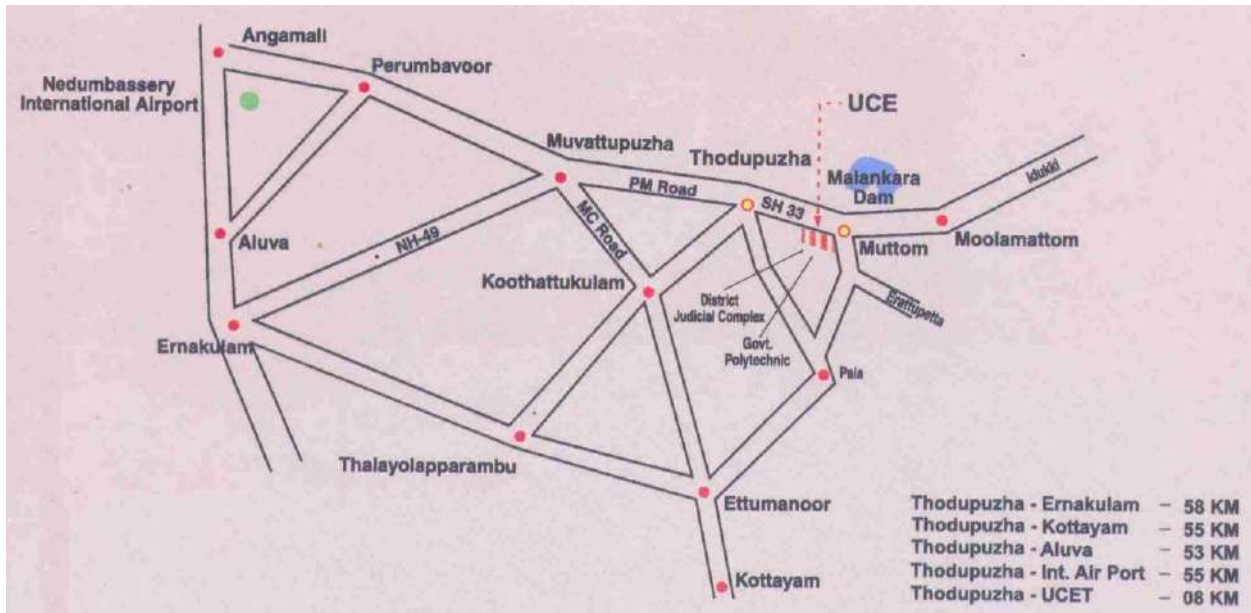 Angamali
Perumbavoor
Nedumbassery
International Airport
UCE
Muvattupuzha
Thodupuzha
Malankara
Dam
Idukki
PM Road
SH 33
MC Road
NH-49
Aluva
Muttom
Moolamattom
Koothattukulam
District
Judicial Complex
Govt.
Polytechnic
Erattupetta
Ernakulam
Pala
Thalayolapparambu
Ettumanoor
Kottayam
Thodupuzha - Ernakulam - 58 KM
Thodupuzha - Kottayam - 55 KM
Thodupuzha - Aluva - 53 KM
Thodupuzha - Int. Air Port - 55 KM
Thodupuzha - UCET - 08 KM